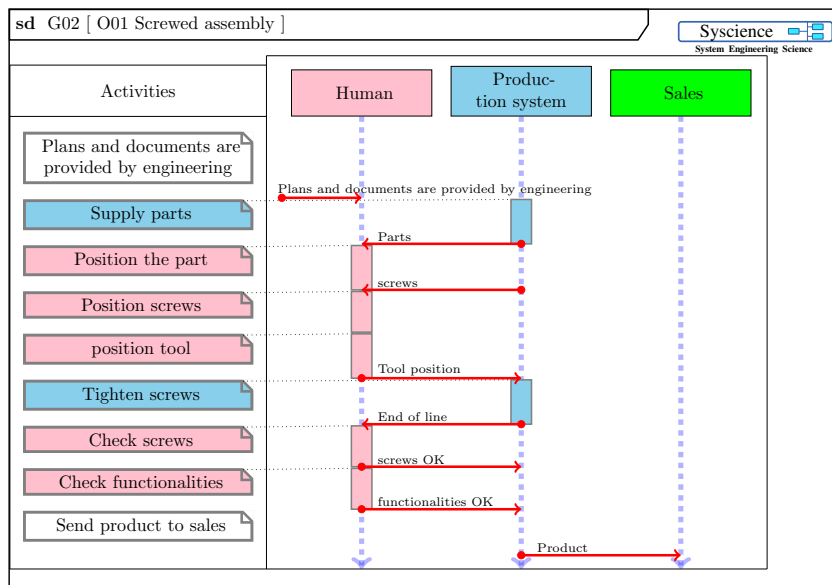 sd G02 [ O01 Screwed assembly ]
Syscience
System Engineering Science
Activities
Human
Produc-
tion system
Sales
Plans and documents are
provided by engineering
Plans and documents are provided by engineering
Supply parts
Parts
Position the part
screws
Position screws
position tool
Tool position
Tighten screws
End of line
Check screws
screws OK
Check functionalities
functionalities OK
Send product to sales
Product